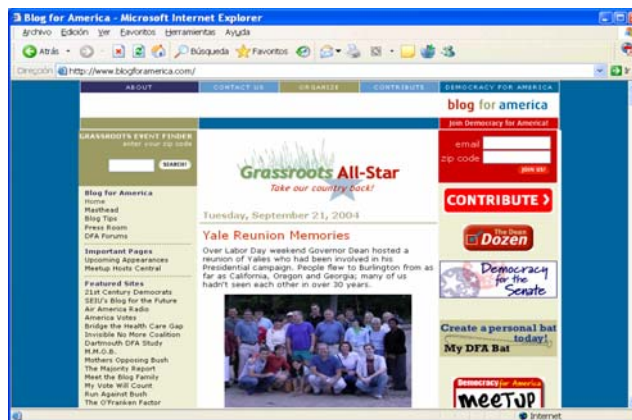 Blog for America - Microsoft Internet Explorer
Archivo Edición Ver Favoritos Herramientas Ayuda
Atrás Búsqueda Favoritos
Dirección http://www.blogforamerica.com/ Ir
ABOUT CONTACT US ORGANIZE CONTRIBUTE DEMOCRACY FOR AMERICA
blog for america
Join Democracy for America!
GRASSROOTS EVENT FINDER
enter your zip code
SEARCH!
Blog for America
Home
Masthead
Blog Tips
Press Room
DFA Forums
Important Pages
Upcoming Appearances
Meetup Hosts Central
Featured Sites
21st Century Democrats
SEIU's Blog for the Future
Air America Radio
America Votes
Bridge the Health Care Gap
Invisible No More Coalition
Dartmouth DFA Study
M.M.O.B.
Mothers Opposing Bush
The Majority Report
Meet the Blog Family
My Vote Will Count
Run Against Bush
The O'Franken Factor
Grassroots All-Star
Take our country back!
Tuesday, September 21, 2004
Yale Reunion Memories
Over Labor Day weekend Governor Dean hosted a
reunion of Yalies who had been involved in his
Presidential campaign. People flew to Burlington from as
far as California, Oregon and Georgia; many of us
hadn't seen each other in over 30 years.
email
zip code
join us!
CONTRIBUTE
The Dean
Dozen
Democracy
for the
Senate
Create a personal bat
today!
My DFA Bat
Democracy for America
MEETUP
Internet